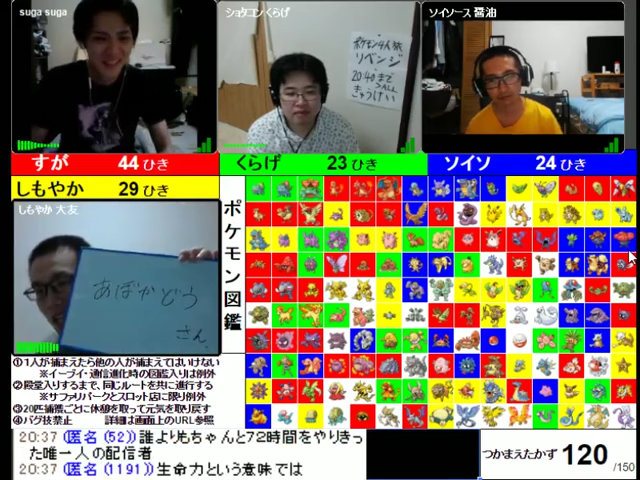 suga suga
ショタコン くらげ
ソイソース 醤油
ポケモン4人旅
リベンジ
20:40まで
きゅうけい
すが 44 ひき
くらげ 23 ひき
ソイソ 24 ひき
しもやか 29 ひき
しもやか 大友
あぼかどう
さん
ポケモン図鑑
①1人が捕まえたら他の人が捕まえてはいけない
※イーブイ・通信進化時の図鑑入りは例外
②殿堂入りするまで、同じルートを共に進行する
※サファリパークとスロット店に限り別行
③20匹捕獲ごとに休憩を取って元気を取り戻す
④バグ技禁止 詳細は画面上のURL参照
20:37 (匿名(52)) 誰より先ちゃんと72時間をやりきっ
た唯一人の配信者
20:37 (匿名(1191)) 生命力という意味では
つかまえたかず 120 /150